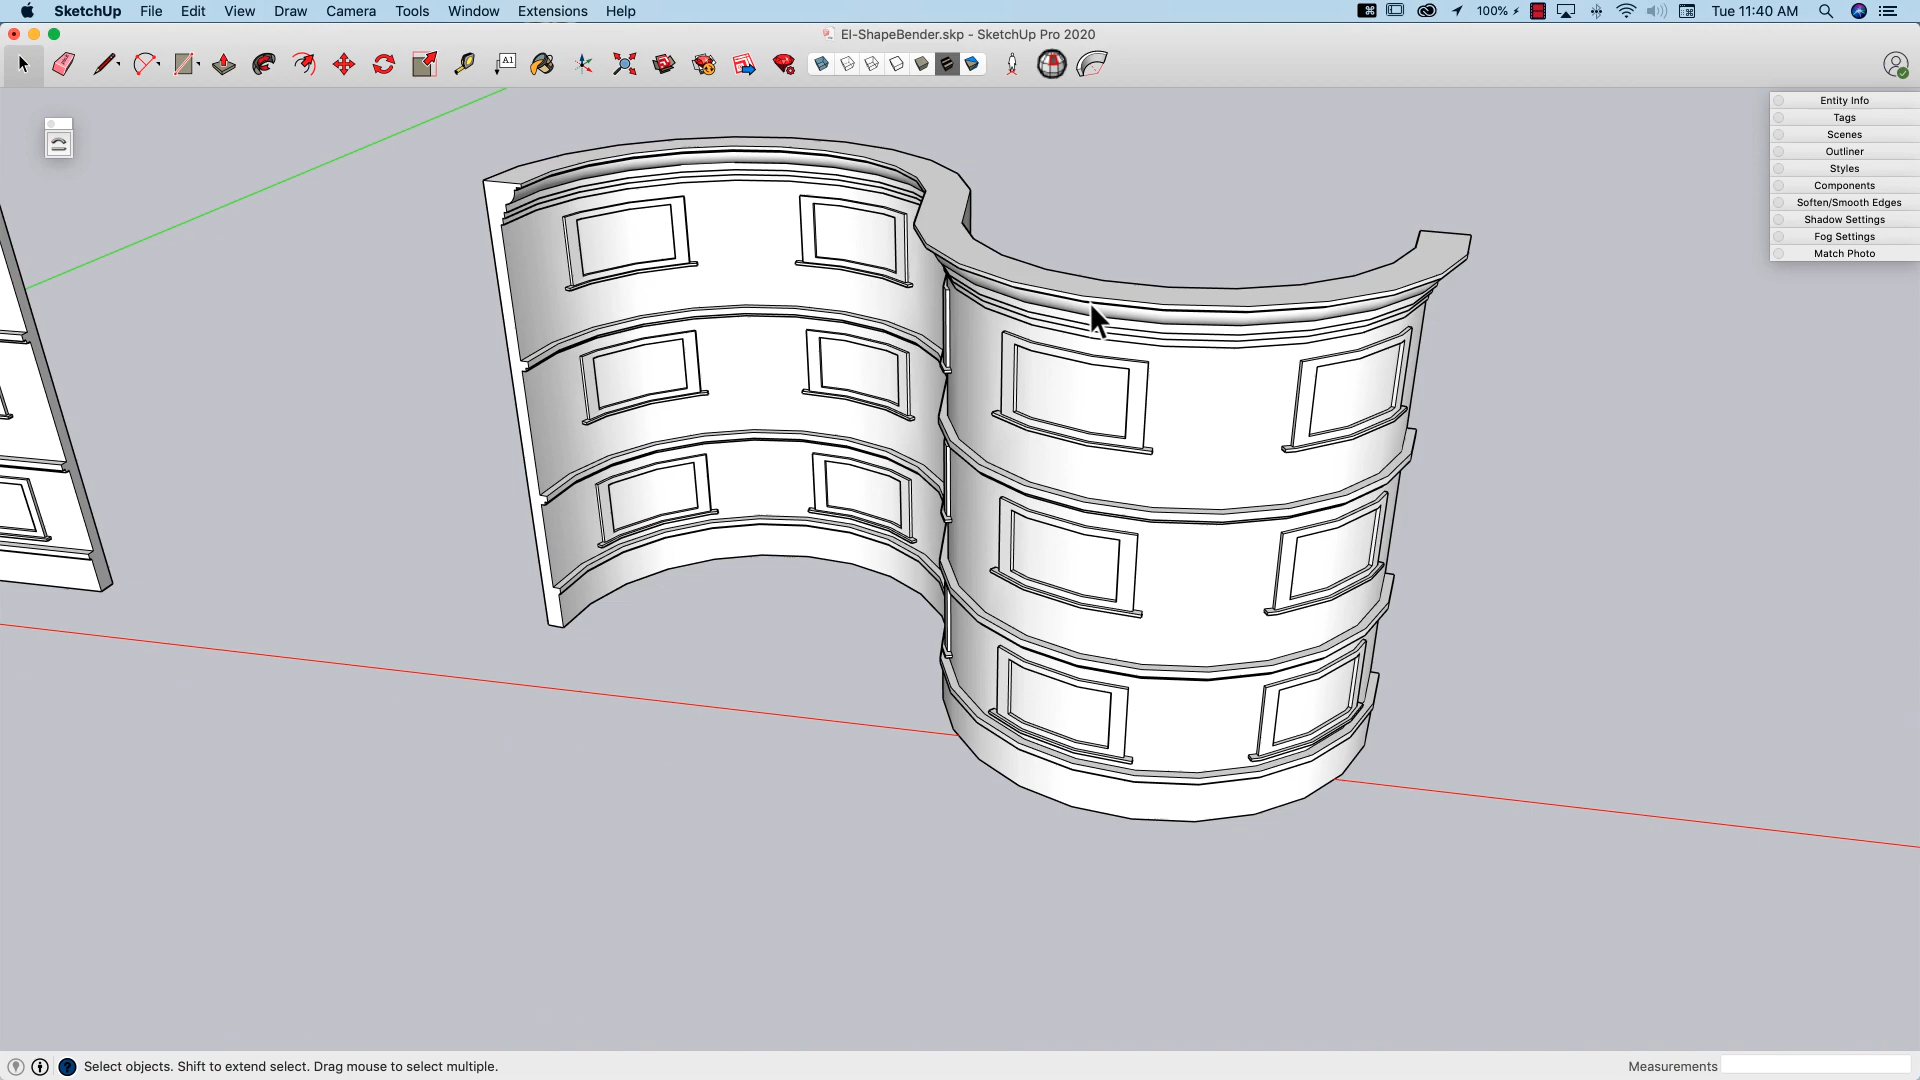 SketchUp File Edit View Draw Camera Tools Window Extensions Help 100% Tue 11:40 AM
EI-ShapeBender.skp - SketchUp Pro 2020
A1
Entity Info
Tags
Scenes
Outliner
Styles
Components
Soften/Smooth Edges
Shadow Settings
Fog Settings
Match Photo
Select objects. Shift to extend select. Drag mouse to select multiple. Measurements